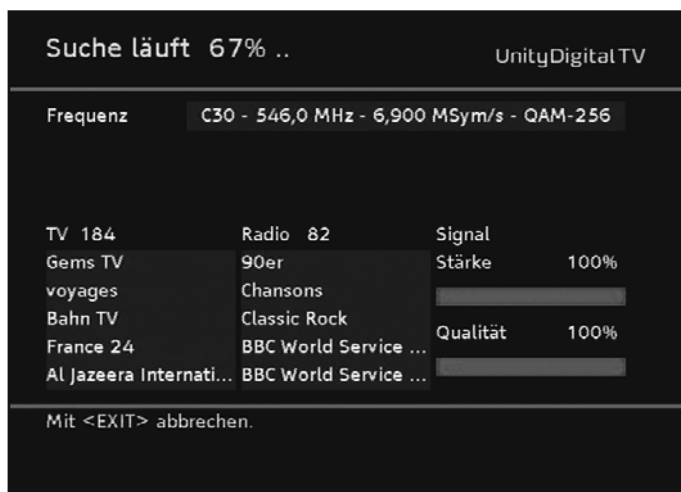 Suche läuft 67% ..
UnityDigitalTV
Frequenz C30 - 546,0 MHz - 6,900 MSym/s - QAM-256
TV 184 Radio 82 Signal
Gems TV 90er Stärke 100%
voyages Chansons
Bahn TV Classic Rock
France 24 BBC World Service ... Qualität 100%
Al Jazeera Internati... BBC World Service ...
Mit <EXIT> abbrechen.